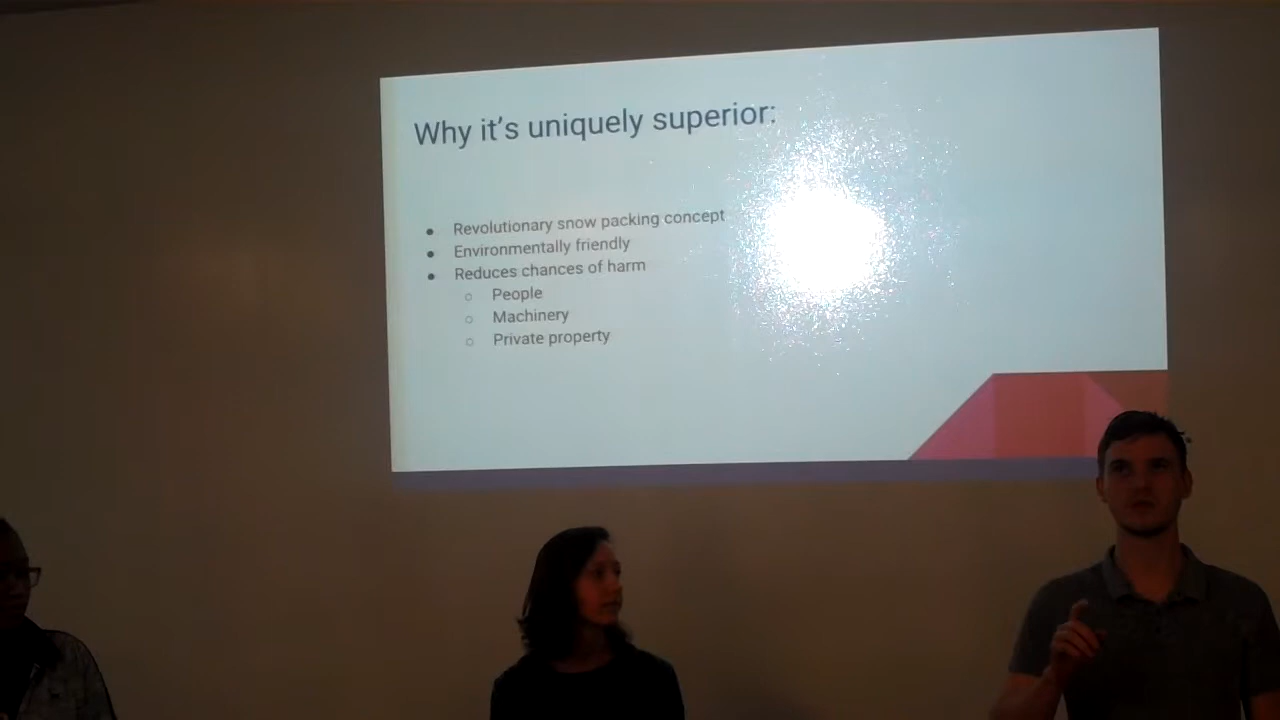 Why it's uniquely superior:
● Revolutionary snow packing concept
● Environmentally friendly
● Reduces chances of harm
○ People
○ Machinery
○ Private property